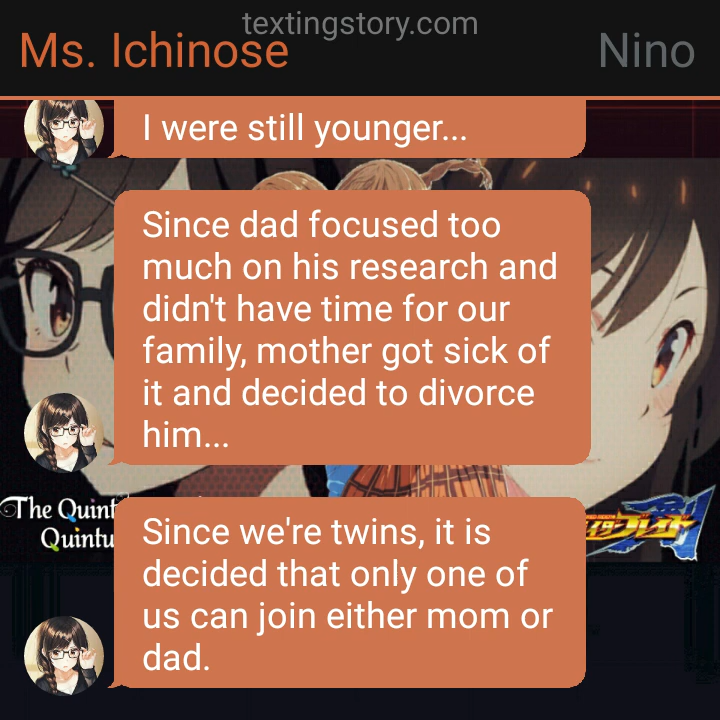 textingstory.com
Ms. Ichinose
Nino
I were still younger...
Since dad focused too
much on his research and
didn't have time for our
family, mother got sick of
it and decided to divorce
him...
The Quint
Quintu
Since we're twins, it is
decided that only one of
us can join either mom or
dad.